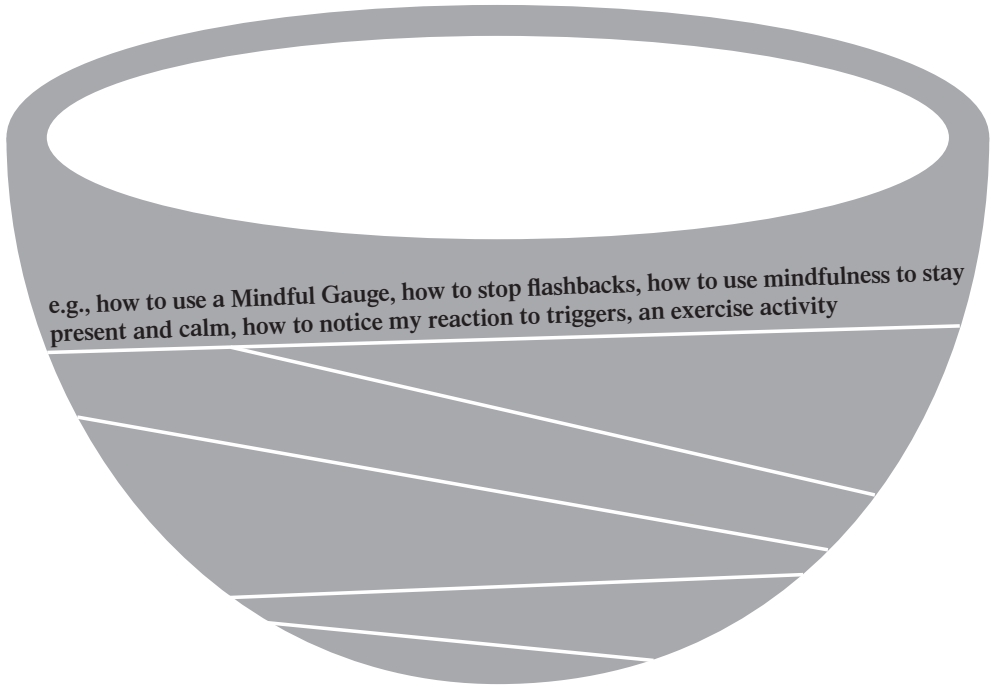 e.g., how to use a Mindful Gauge, how to stop flashbacks, how to use mindfulness to stay
present and calm, how to notice my reaction to triggers, an exercise activity